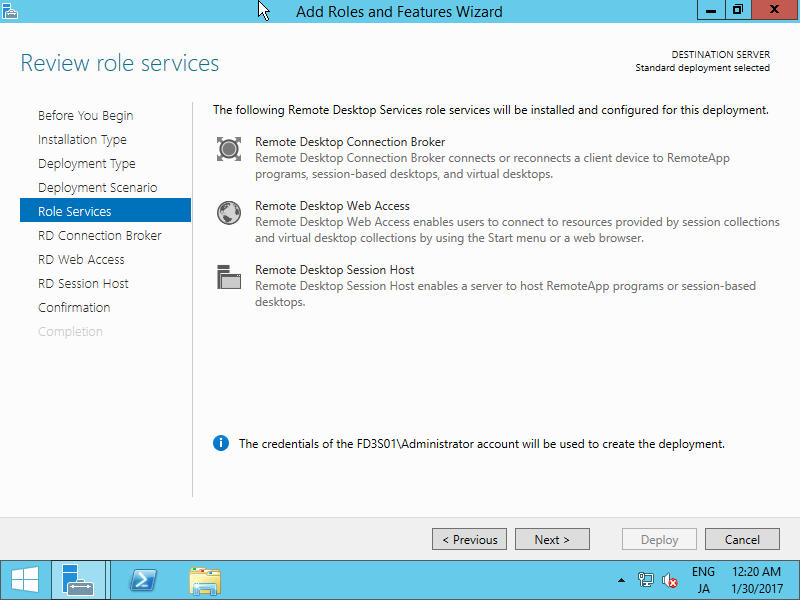 Add Roles and Features Wizard
Review role services
DESTINATION SERVER
Standard deployment selected
Before You Begin
Installation Type
Deployment Type
Deployment Scenario
Role Services
RD Connection Broker
RD Web Access
RD Session Host
Confirmation
Completion
The following Remote Desktop Services role services will be installed and configured for this deployment.
Remote Desktop Connection Broker
Remote Desktop Connection Broker connects or reconnects a client device to RemoteApp
programs, session-based desktops, and virtual desktops.
Remote Desktop Web Access
Remote Desktop Web Access enables users to connect to resources provided by session collections
and virtual desktop collections by using the Start menu or a web browser.
Remote Desktop Session Host
Remote Desktop Session Host enables a server to host RemoteApp programs or session-based
desktops.
The credentials of the FD3S01\Administrator account will be used to create the deployment.
< Previous
Next >
Deploy
Cancel
ENG
JA
12:20 AM
1/30/2017